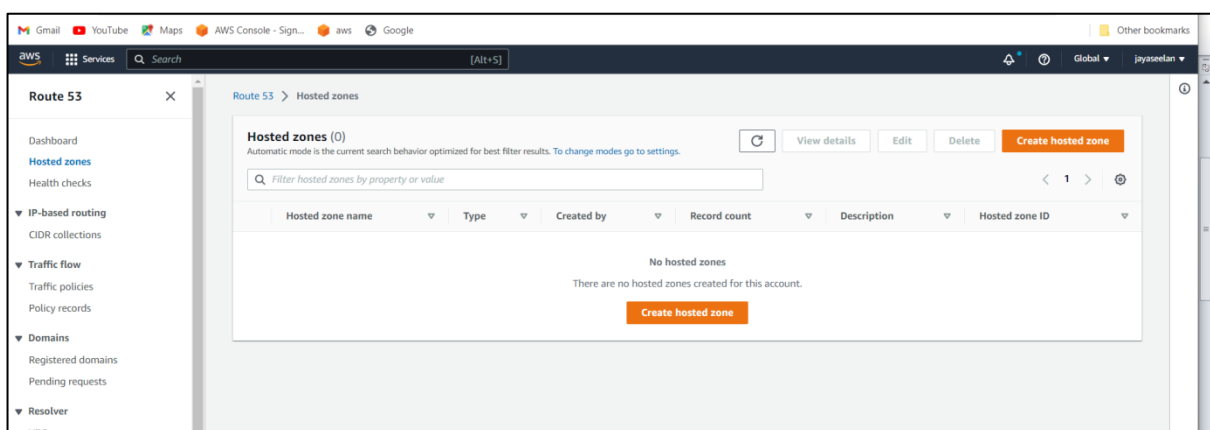 Gmail YouTube Maps AWS Console - Sign... aws Google Other bookmarks
aws Services Search [Alt+S] Global jayaseelan
Route 53
Dashboard
Hosted zones
Health checks
IP-based routing
CIDR collections
Traffic flow
Traffic policies
Policy records
Domains
Registered domains
Pending requests
Resolver
Route 53 > Hosted zones
Hosted zones (0)
Automatic mode is the current search behavior optimized for best filter results. To change modes go to settings.
View details Edit Delete Create hosted zone
Filter hosted zones by property or value
1
Hosted zone name Type Created by Record count Description Hosted zone ID
No hosted zones
There are no hosted zones created for this account.
Create hosted zone